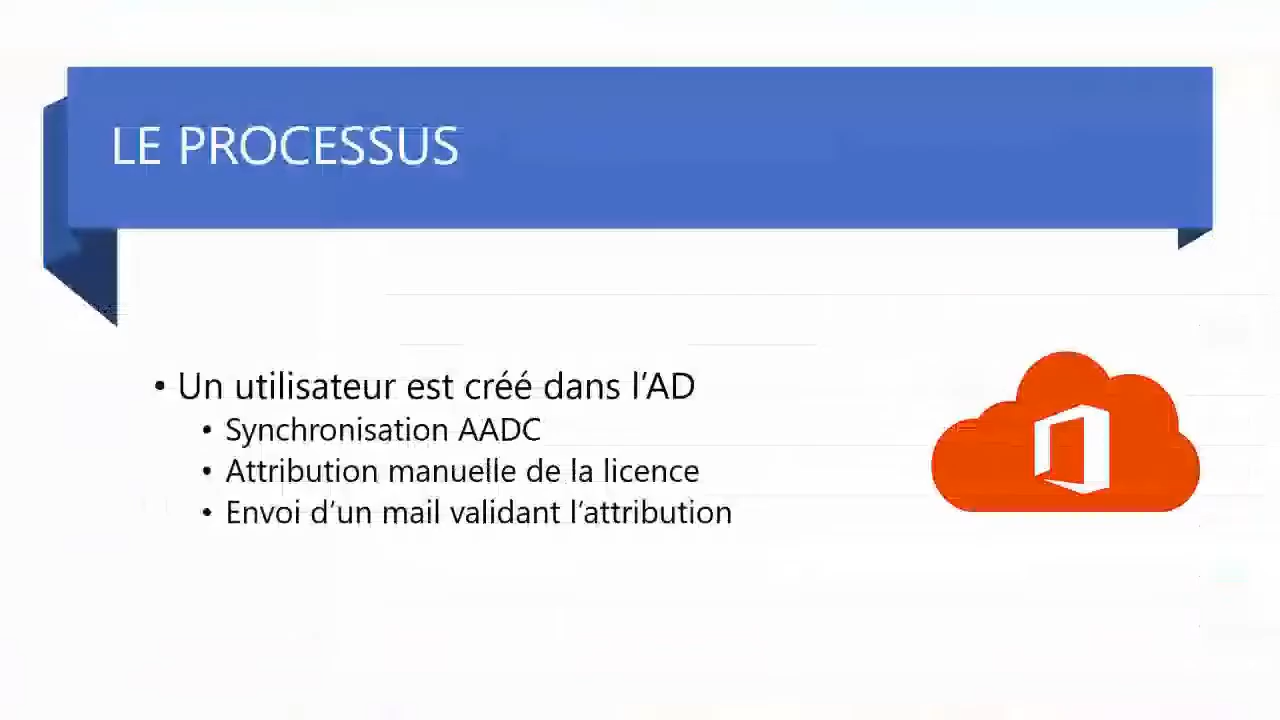 LE PROCESSUS
• Un utilisateur est créé dans l’AD
• Synchronisation AADC
• Attribution manuelle de la licence
• Envoi d’un mail validant l’attribution